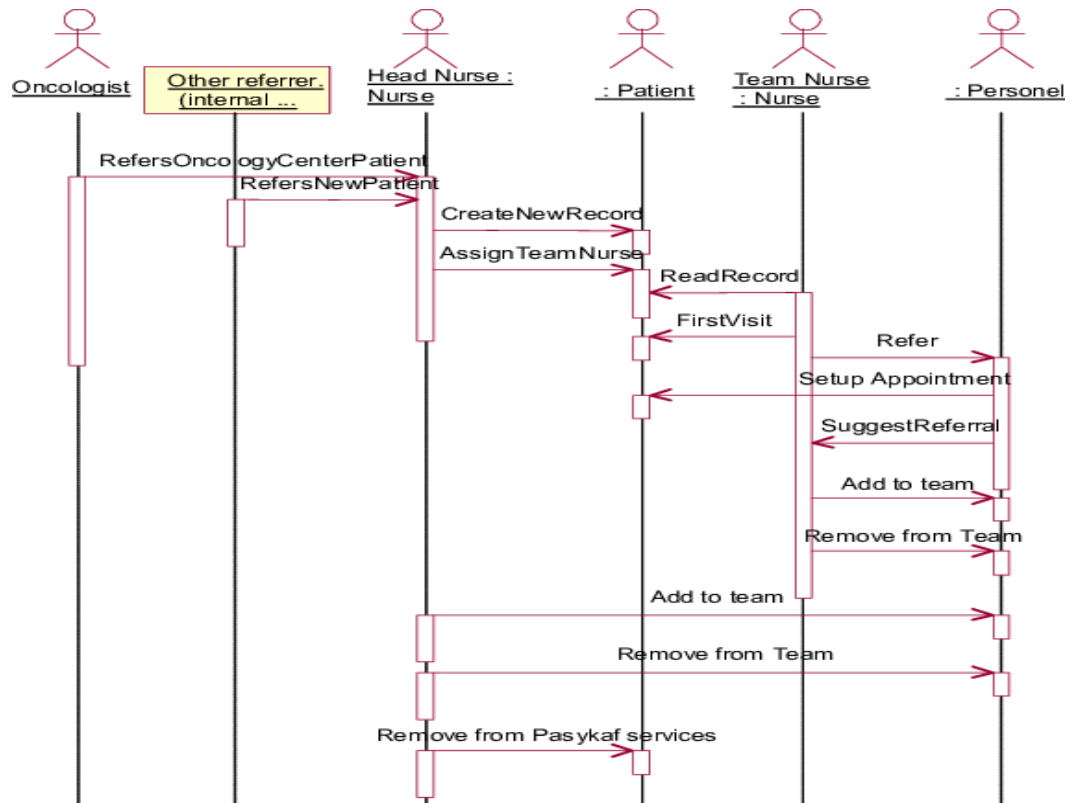 Oncologist
Other referrer.
(internal ...
Head Nurse :
Nurse
: Patient
Team Nurse
: Nurse
: Personel
RefersOncologyCenterPatient
RefersNewPatient
CreateNewRecord
AssignTeamNurse
ReadRecord
FirstVisit
Refer
Setup Appointment
SuggestReferral
Add to team
Remove from Team
Add to team
Remove from Team
Remove from Pasykaf services